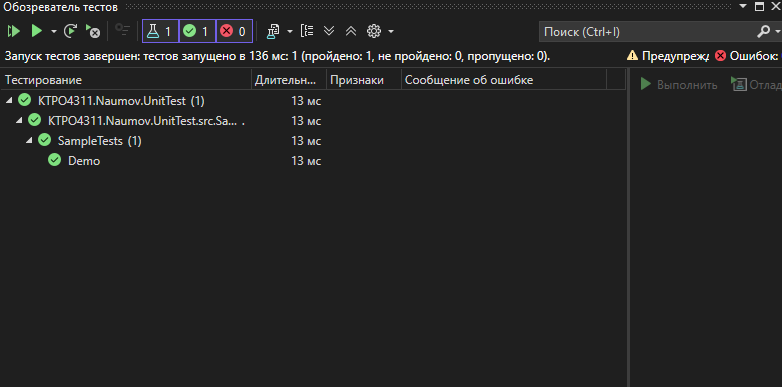 Обозреватель тестов
1 1 0 Поиск (Ctrl+I)
Запуск тестов завершен: тестов запущено в 136 мс: 1 (пройдено: 1, не пройдено: 0, пропущено: 0). Предупрежд Ошибок:
Тестирование Длительн... Признаки Сообщение об ошибке
Выполнить Отлад
KTPO4311.Naumov.UnitTest (1) 13 мс
KTPO4311.Naumov.UnitTest.src.Sa... . 13 мс
SampleTests (1) 13 мс
Demo 13 мс